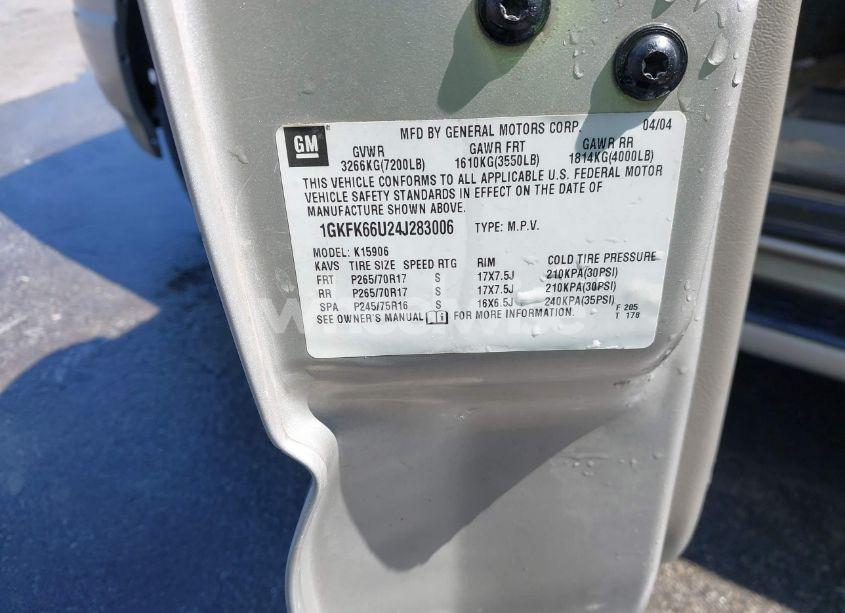 GM
MFD BY GENERAL MOTORS CORP. 04/04
GVWR GAWR FRT GAWR RR
3266KG(7200LB) 1610KG(3550LB) 1814KG(4000LB)
THIS VEHICLE CONFORMS TO ALL APPLICABLE U.S. FEDERAL MOTOR
VEHICLE SAFETY STANDARDS IN EFFECT ON THE DATE OF
MANUFACTURE SHOWN ABOVE.
1GKFK66U24J283006 TYPE: M.P.V.
MODEL: K15906
KAVS TIRE SIZE SPEED RTG RIM COLD TIRE PRESSURE
FRT P265/70R17 S 17X7.5J 210KPA(30PSI)
RR P265/70R17 S 17X7.5J 210KPA(30PSI)
SPA P245/75R16 S 16X6.5J 240KPA(35PSI)
SEE OWNER'S MANUAL FOR MORE INFORMATION.
F 205
T 178